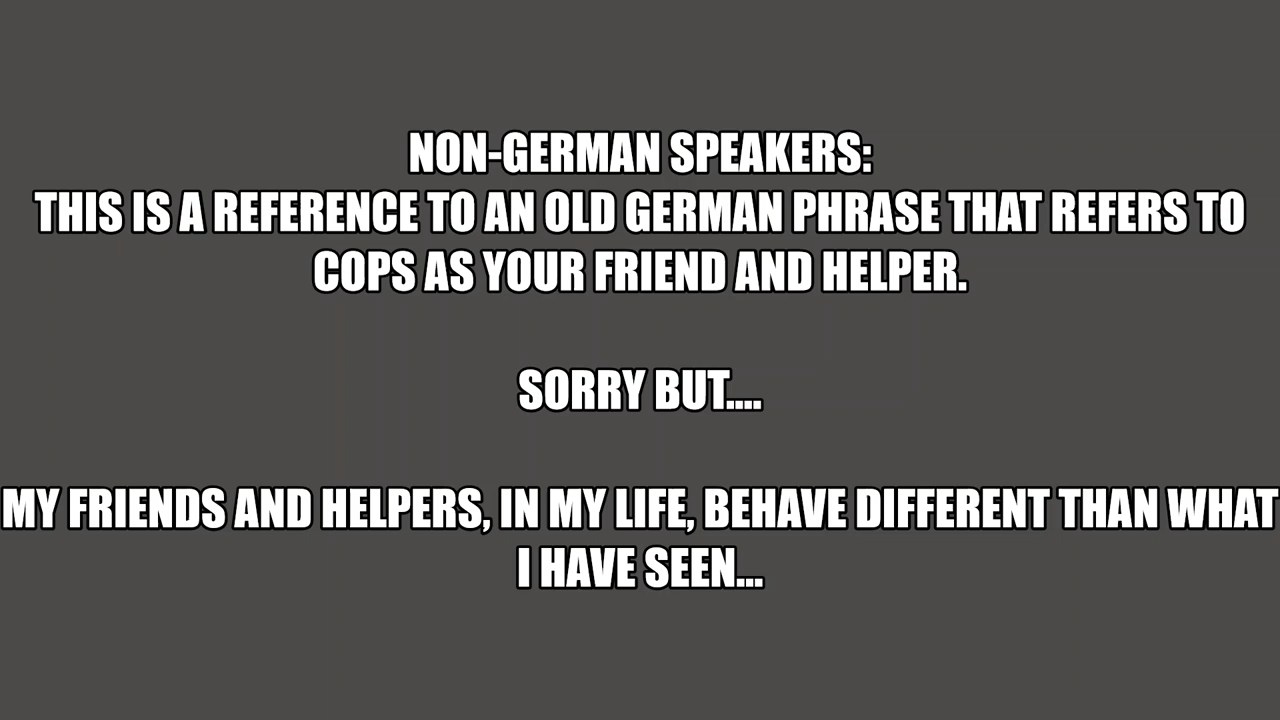 NON-GERMAN SPEAKERS:
THIS IS A REFERENCE TO AN OLD GERMAN PHRASE THAT REFERS TO
COPS AS YOUR FRIEND AND HELPER.
SORRY BUT....
MY FRIENDS AND HELPERS, IN MY LIFE, BEHAVE DIFFERENT THAN WHAT
I HAVE SEEN...